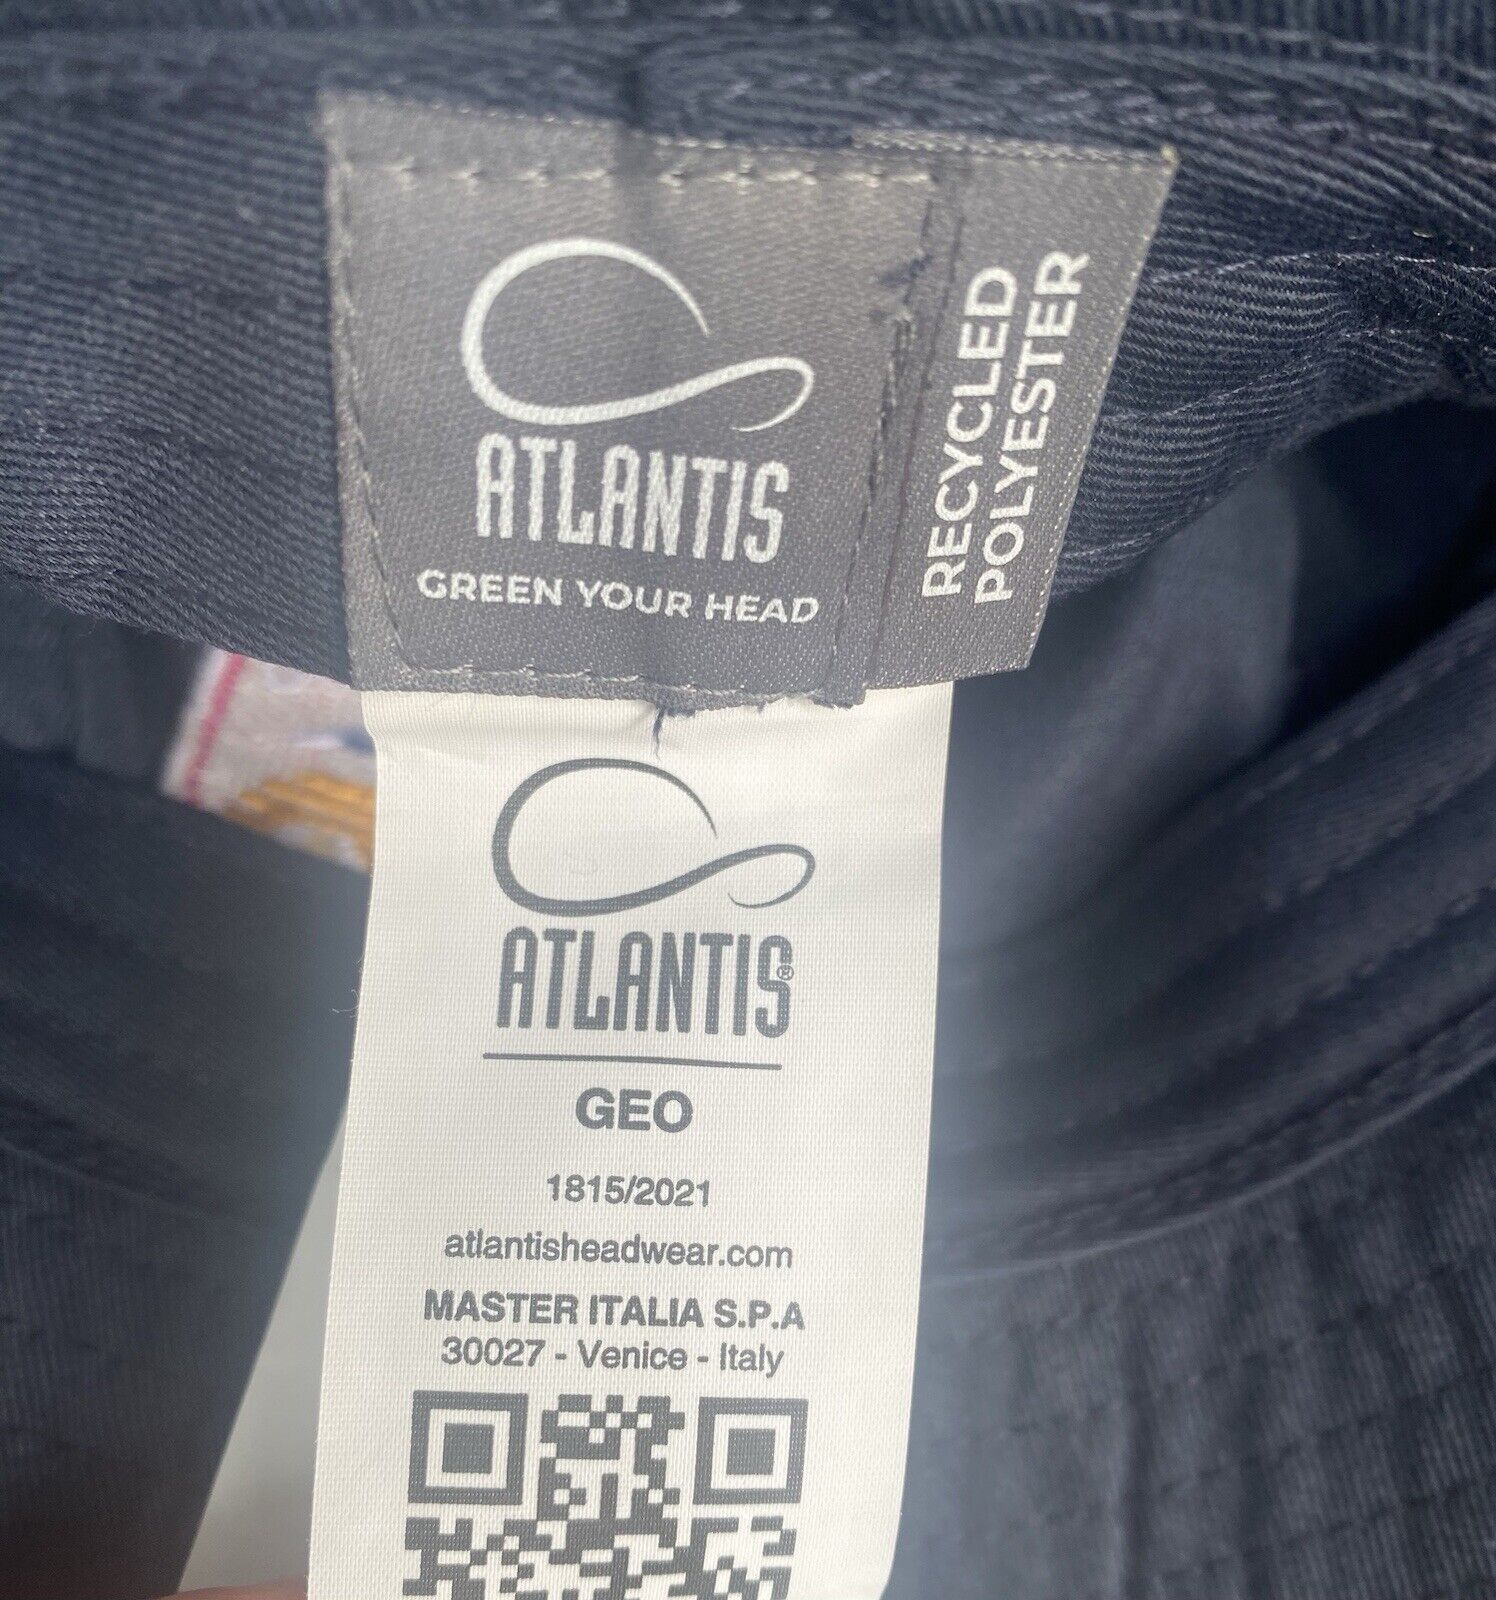 ATLANTIS
GREEN YOUR HEAD
RECYCLED
POLYESTER
ATLANTIS®
GEO
1815/2021
atlantisheadwear.com
MASTER ITALIA S.P.A
30027 - Venice - Italy